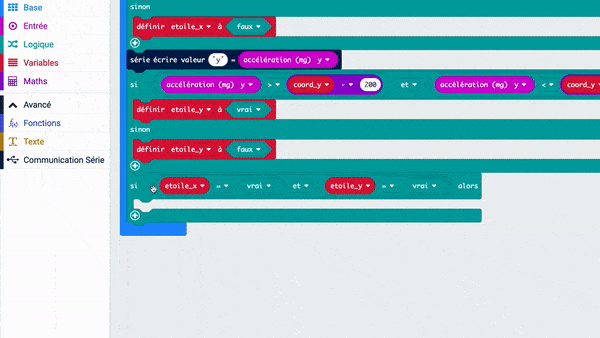 Base
Entrée
Logique
Variables
Maths
Avancé
Fonctions
Texte
Communication Série
sinon
définir etoile_x ▾ à faux ▾
série écrire valeur "y" = accélération (mg) y ▾
si accélération (mg) y ▾ > ▾ coord_y ▾ - ▾ 200 et ▾ accélération (mg) y ▾ < ▾ coord_y
définir etoile_y ▾ à vrai ▾
sinon
définir etoile_y ▾ à faux ▾
si etoile_x ▾ = ▾ vrai ▾ et ▾ etoile_y ▾ = ▾ vrai ▾ alors